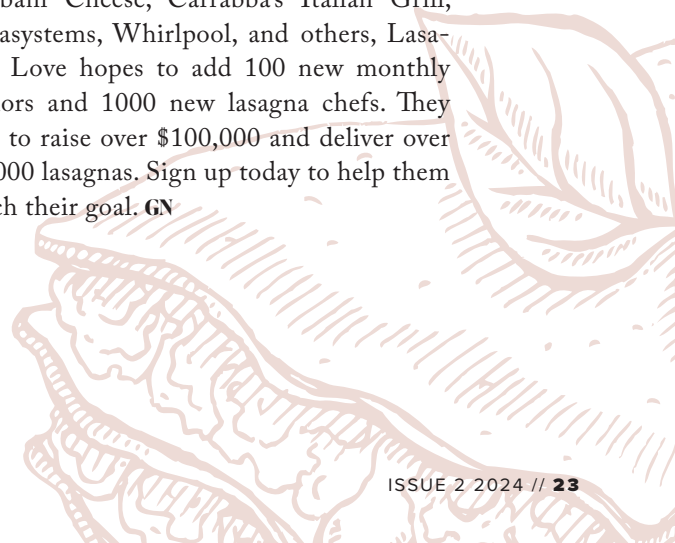 bani Cheese, Carrabba's Italian Grill,
asystems, Whirlpool, and others, Lasa-
Love hopes to add 100 new monthly
ors and 1000 new lasagna chefs. They
to raise over $100,000 and deliver over
000 lasagnas. Sign up today to help them
ch their goal. GN
ISSUE 2 2024 // 23